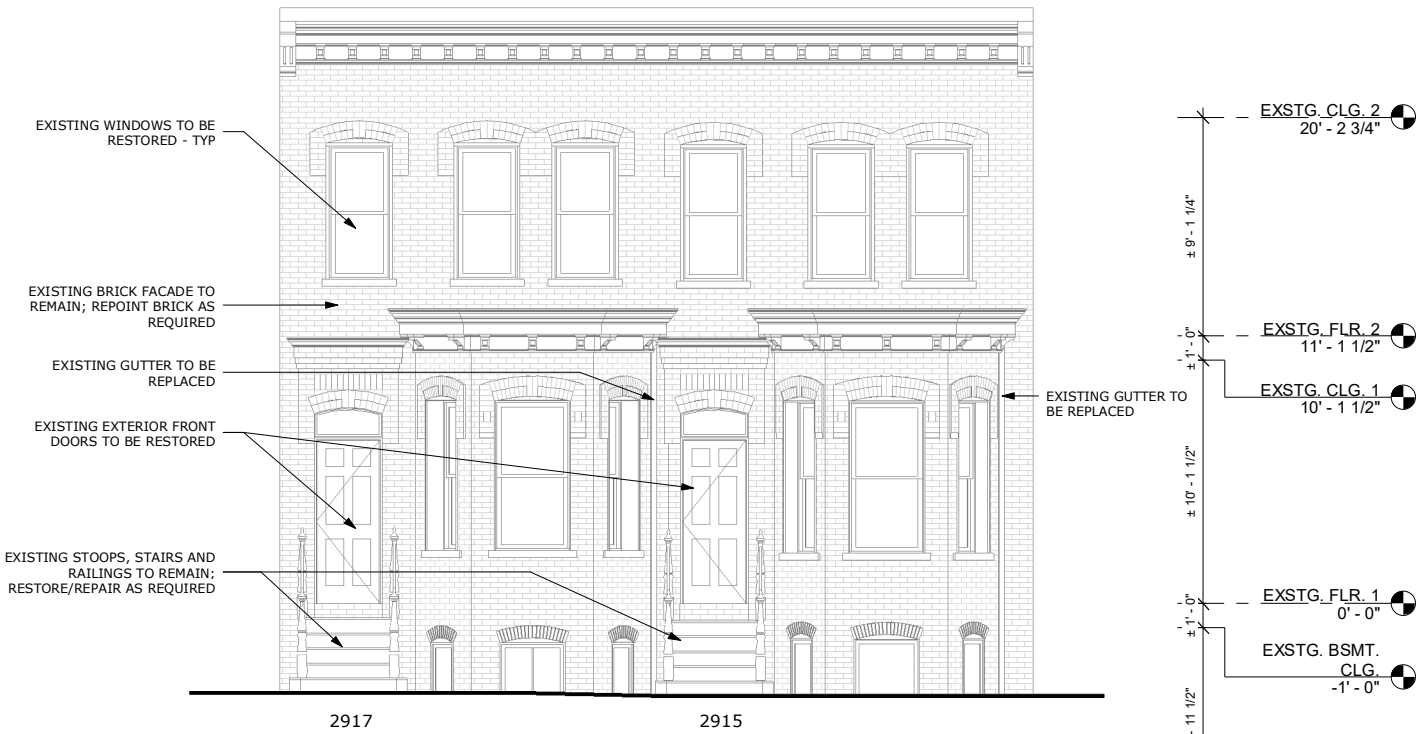 EXISTING WINDOWS TO BE
RESTORED - TYP
EXISTING BRICK FACADE TO
REMAIN; REPOINT BRICK AS
REQUIRED
EXISTING GUTTER TO BE
REPLACED
EXISTING EXTERIOR FRONT
DOORS TO BE RESTORED
EXISTING STOOPS, STAIRS AND
RAILINGS TO REMAIN;
RESTORE/REPAIR AS REQUIRED
2917
2915
EXISTING GUTTER TO
BE REPLACED
± 9' - 1 1/4"
± 1' - 0"
± 10' - 1 1/2"
± 1' - 0"
- 11 1/2"
EXSTG. CLG. 2
20' - 2 3/4"
EXSTG. FLR. 2
11' - 1 1/2"
EXSTG. CLG. 1
10' - 1 1/2"
EXSTG. FLR. 1
0' - 0"
EXSTG. BSMT.
CLG.
-1' - 0"